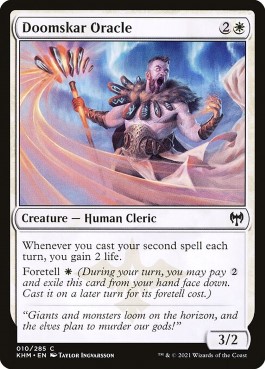 Doomskar Oracle 2
Creature — Human Cleric
Whenever you cast your second spell each
turn, you gain 2 life.
Foretell (During your turn, you may pay 2
and exile this card from your hand face down.
Cast it on a later turn for its foretell cost.)
"Giants and monsters loom on the horizon, and
the elves plan to murder our gods!"
3/2
010/285 C
KHM • EN TAYLOR INGVARSSON
™ & © 2021 Wizards of the Coast